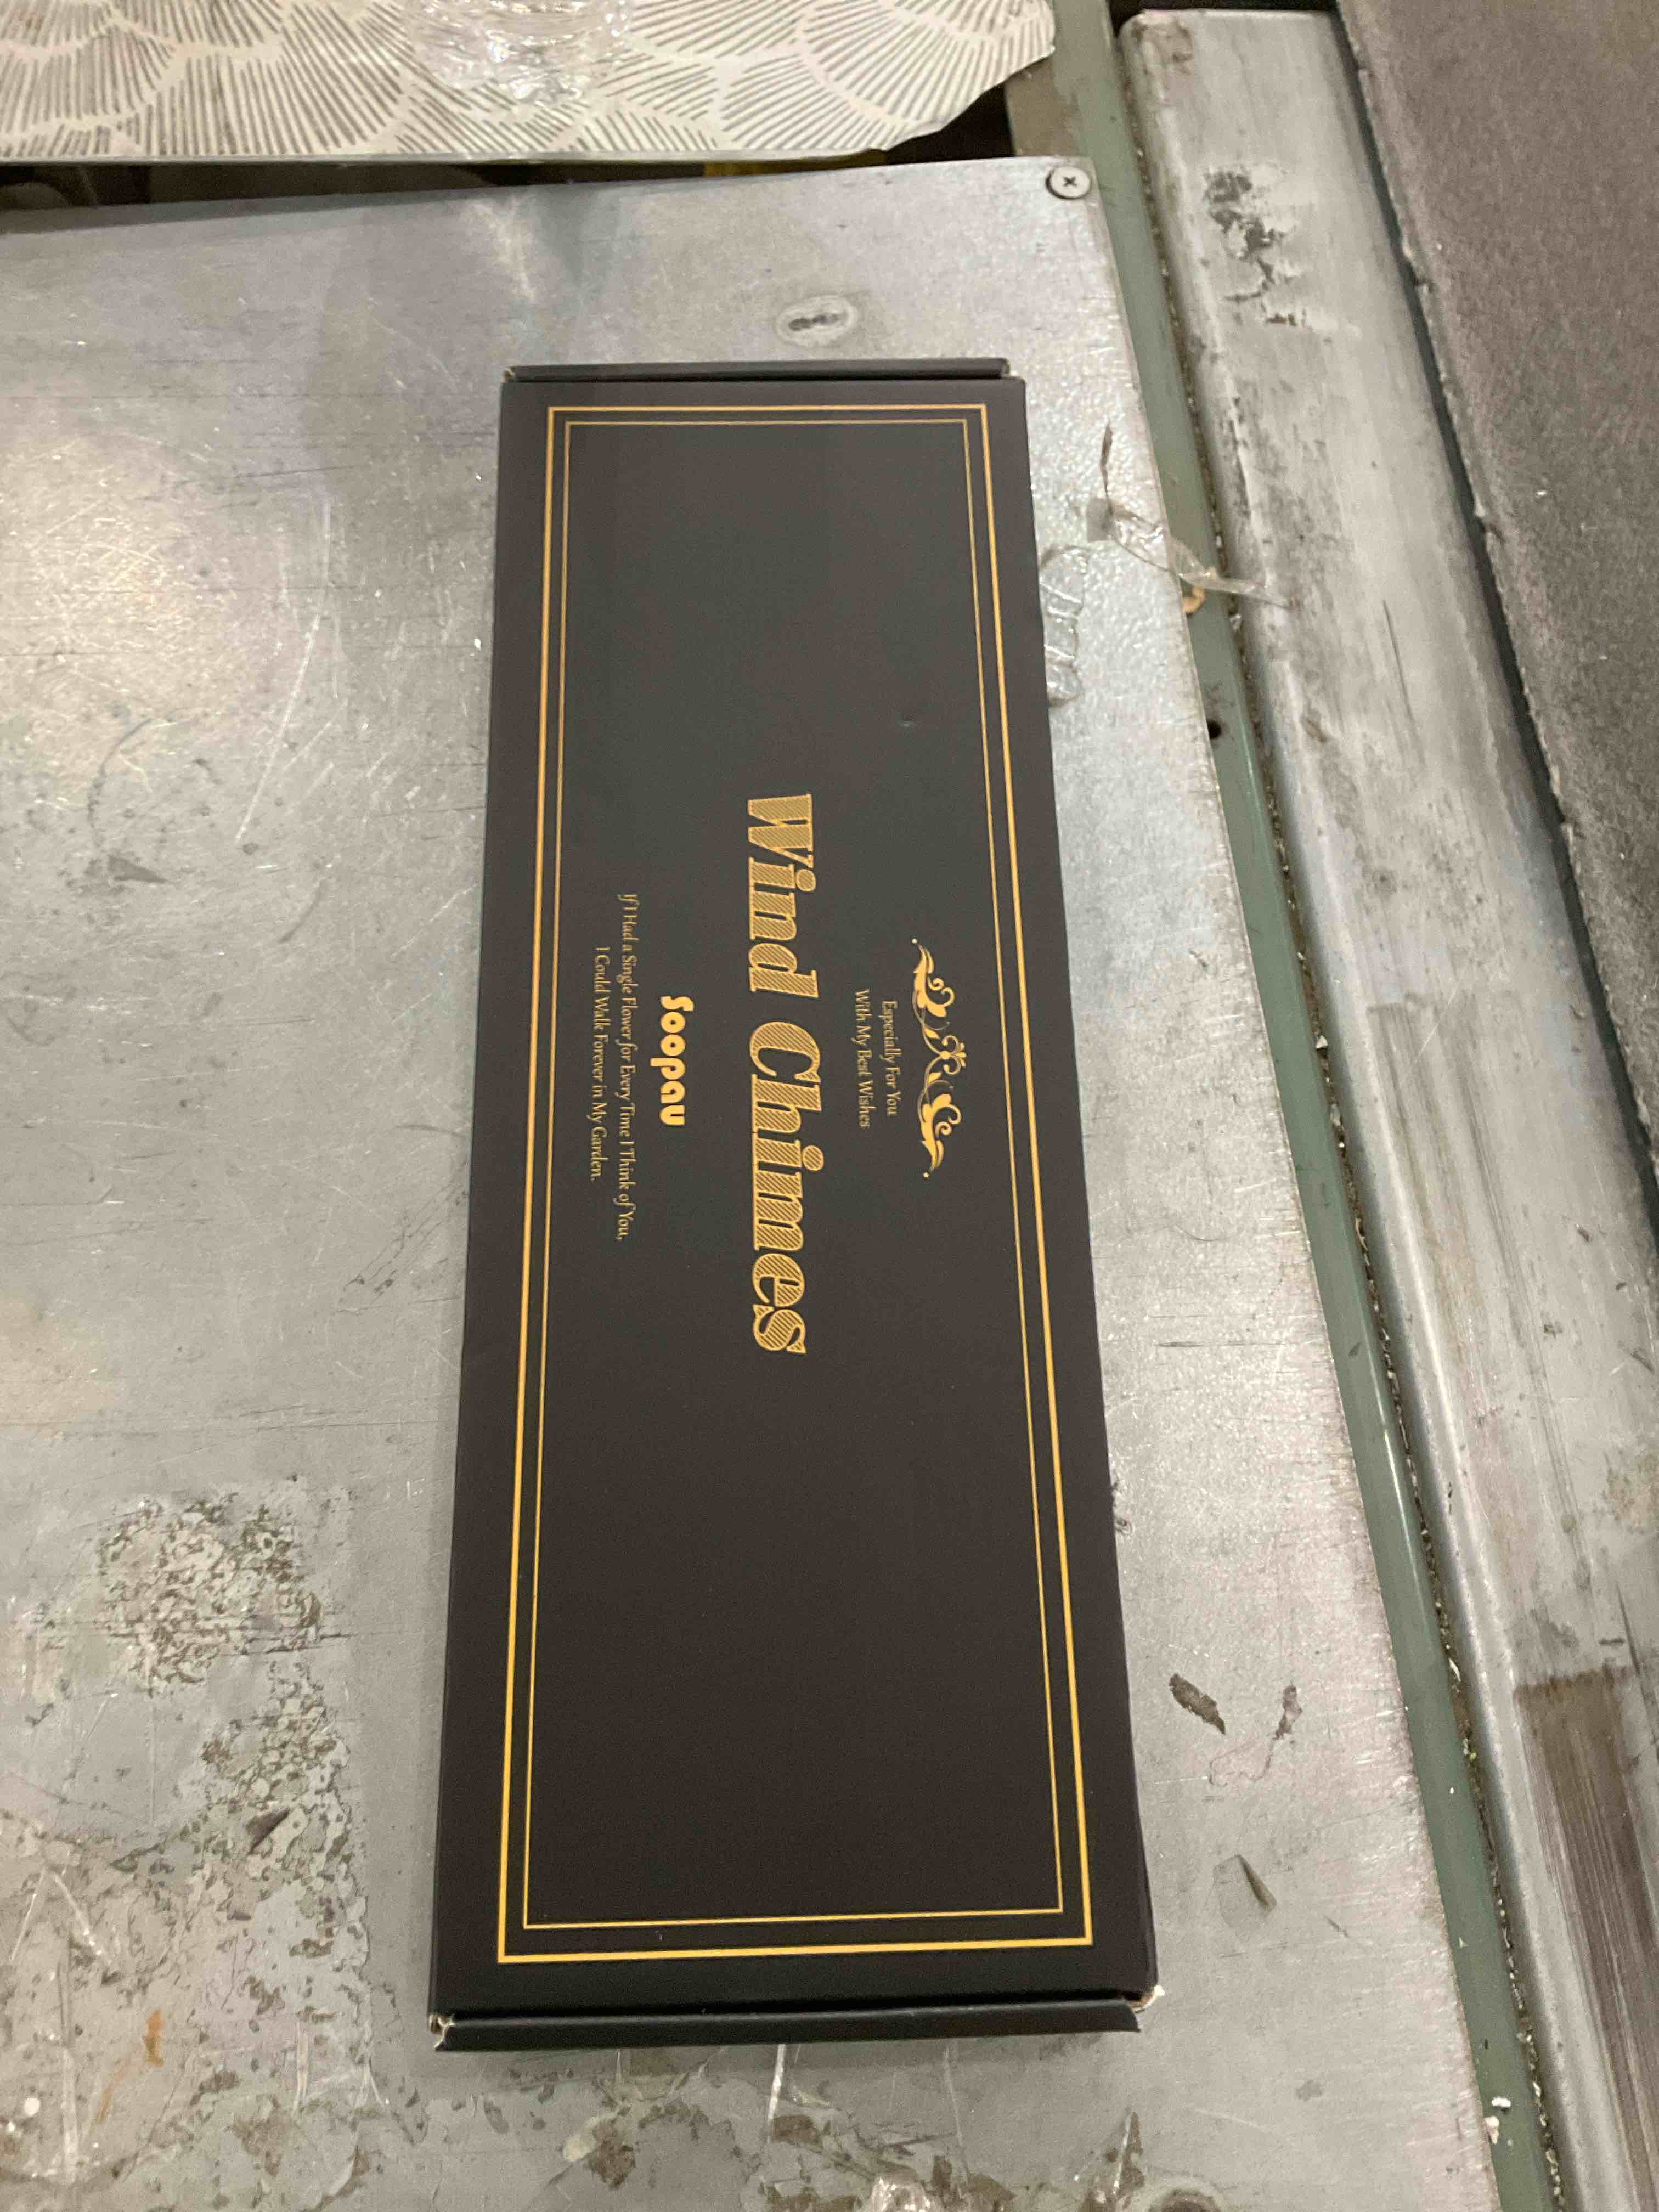 Especially For You
With My Best Wishes
Wind Chimes
Soopau
If I Had a Single Flower for Every Time I Think of You,
I Could Walk Forever in My Garden.